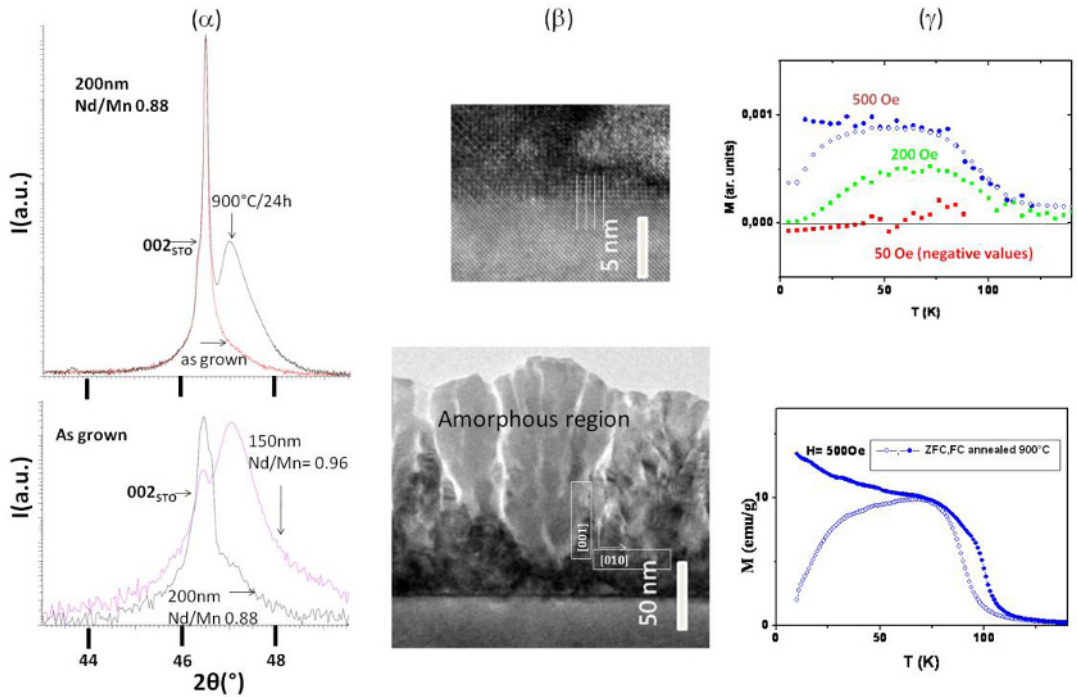 (α)
200nm
Nd/Mn 0.88
900°C/24h
002STO
as grown
I(a.u.)
As grown
150nm
Nd/Mn= 0.96
002STO
200nm
Nd/Mn 0.88
I(a.u.)
44 46 48
2θ(°)
(β)
5 nm
Amorphous region
[001]
[010]
50 nm
(γ)
500 Oe
0,001
200 Oe
M (ar. units)
0,000
50 Oe (negative values)
0 50 100
T (K)
H= 500Oe
ZFC,FC annealed 900°C
10
M (emu/g)
0
0 50 100
T (K)